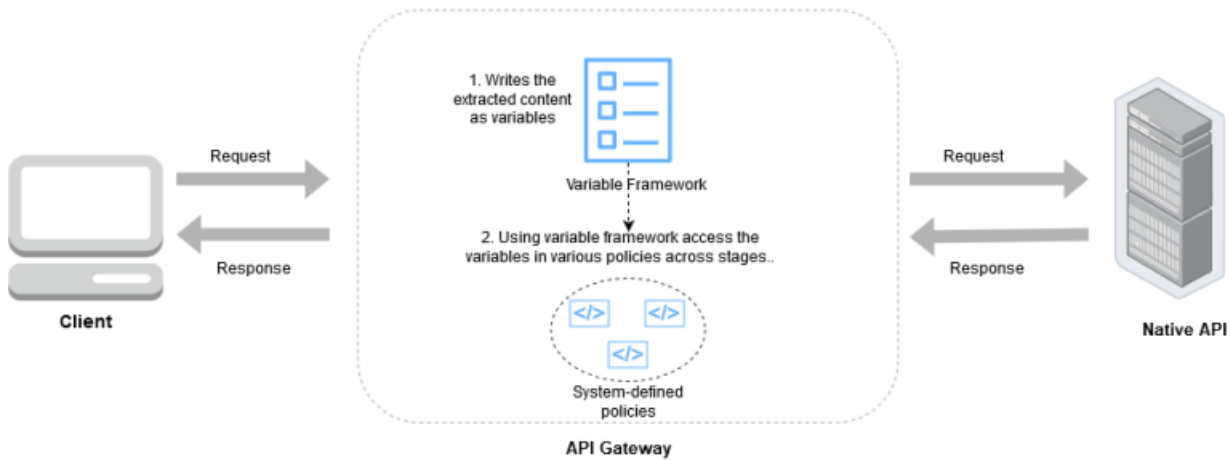 1. Writes the
extracted content
as variables
Request
Request
Variable Framework
2. Using variable framework access the
variables in various policies across stages..
Response
Response
</>
</>
</>
Client
Native API
System-defined
policies
API Gateway